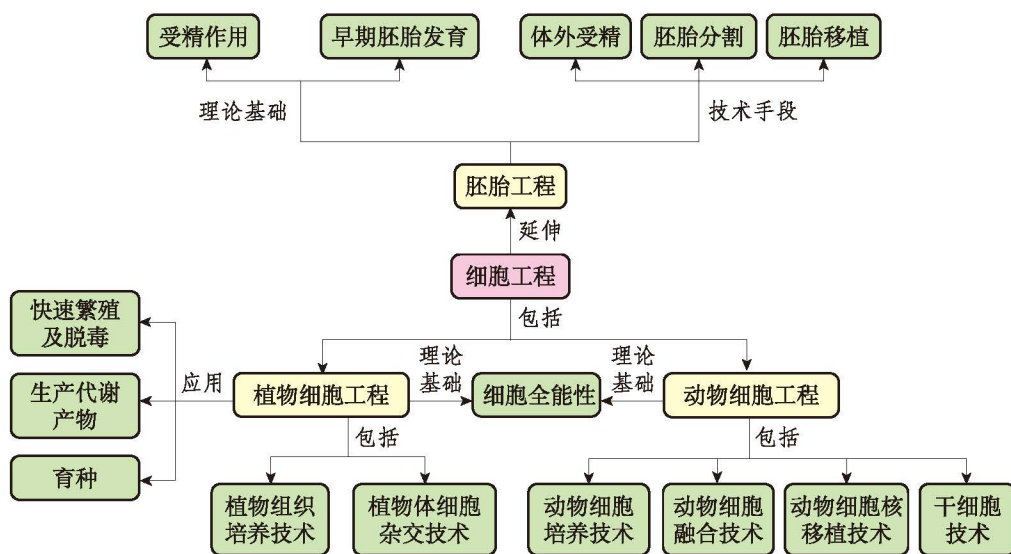 受精作用
早期胚胎发育
体外受精
胚胎分割
胚胎移植
理论基础
技术手段
胚胎工程
延伸
细胞工程
包括
快速繁殖
及脱毒
生产代谢
产物
育种
应用
植物细胞工程
理论
基础
细胞全能性
理论
基础
动物细胞工程
包括
包括
植物组织
培养技术
植物体细胞
杂交技术
动物细胞
培养技术
动物细胞
融合技术
动物细胞核
移植技术
干细胞
技术